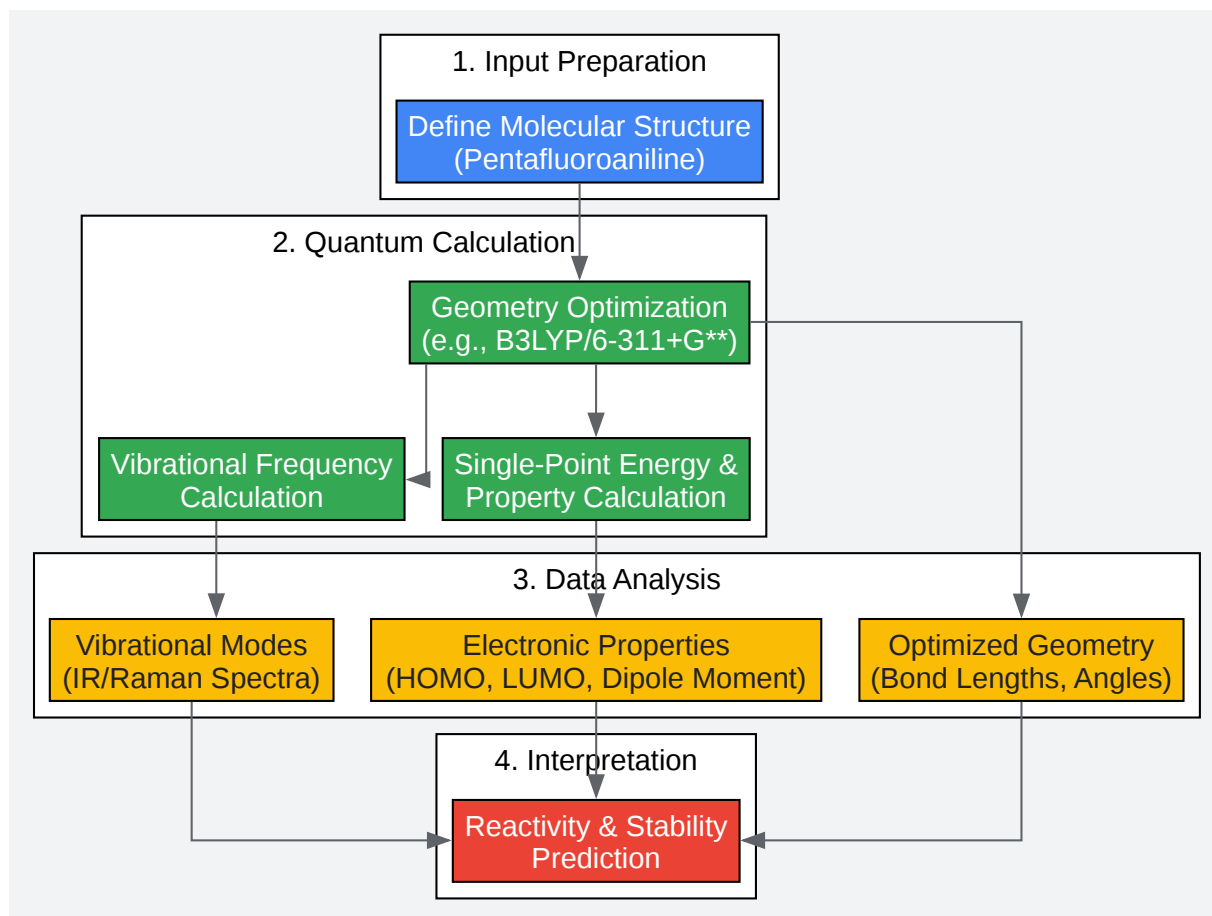 1. Input Preparation
Define Molecular Structure
(Pentafluoroaniline)
2. Quantum Calculation
Geometry Optimization
(e.g., B3LYP/6-311+G**)
Vibrational Frequency
Calculation
Single-Point Energy &
Property Calculation
3. Data Analysis
Vibrational Modes
(IR/Raman Spectra)
Electronic Properties
(HOMO, LUMO, Dipole Moment)
Optimized Geometry
(Bond Lengths, Angles)
4. Interpretation
Reactivity & Stability
Prediction